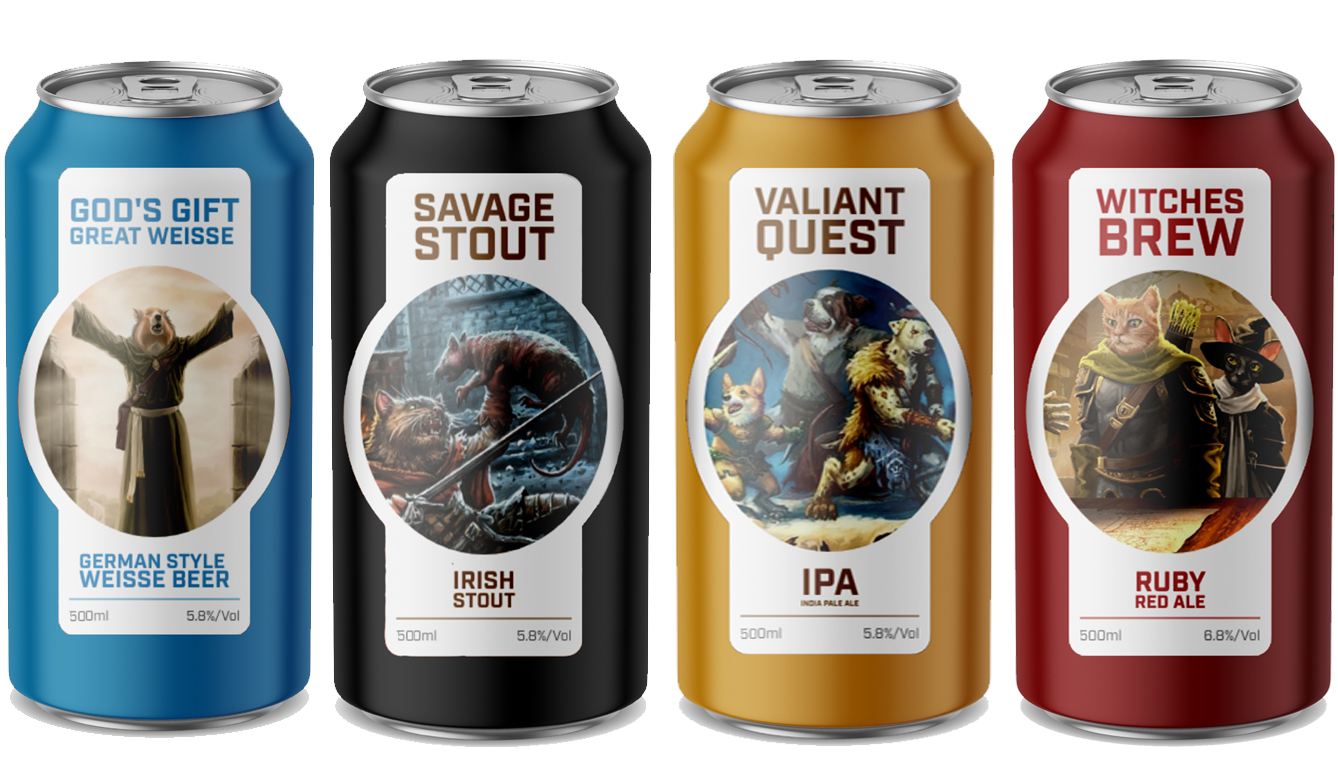 GOD'S GIFT
GREAT WEISSE
GERMAN STYLE
WEISSE BEER
500ml 5.8%/Vol
SAVAGE
STOUT
IRISH
STOUT
500ml 5.8%/Vol
VALIANT
QUEST
IPA
INDIA PALE ALE
500ml 5.8%/Vol
WITCHES
BREW
RUBY
RED ALE
500ml 6.8%/Vol